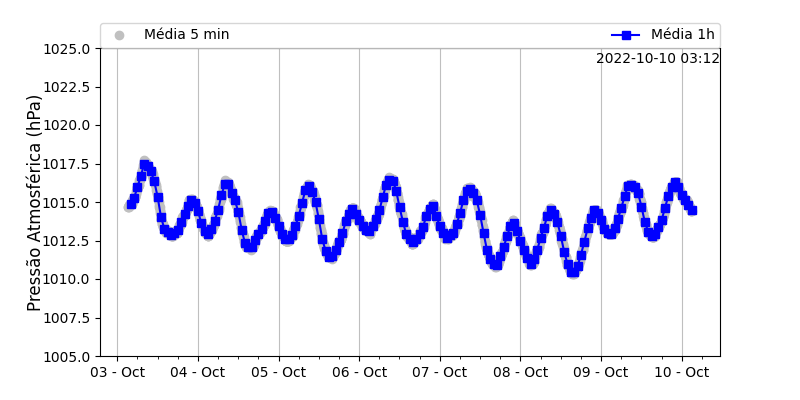 Média 5 min
Média 1h
2022-10-10 03:12
Pressão Atmosférica (hPa)
1025.0
1022.5
1020.0
1017.5
1015.0
1012.5
1010.0
1007.5
1005.0
03 - Oct
04 - Oct
05 - Oct
06 - Oct
07 - Oct
08 - Oct
09 - Oct
10 - Oct